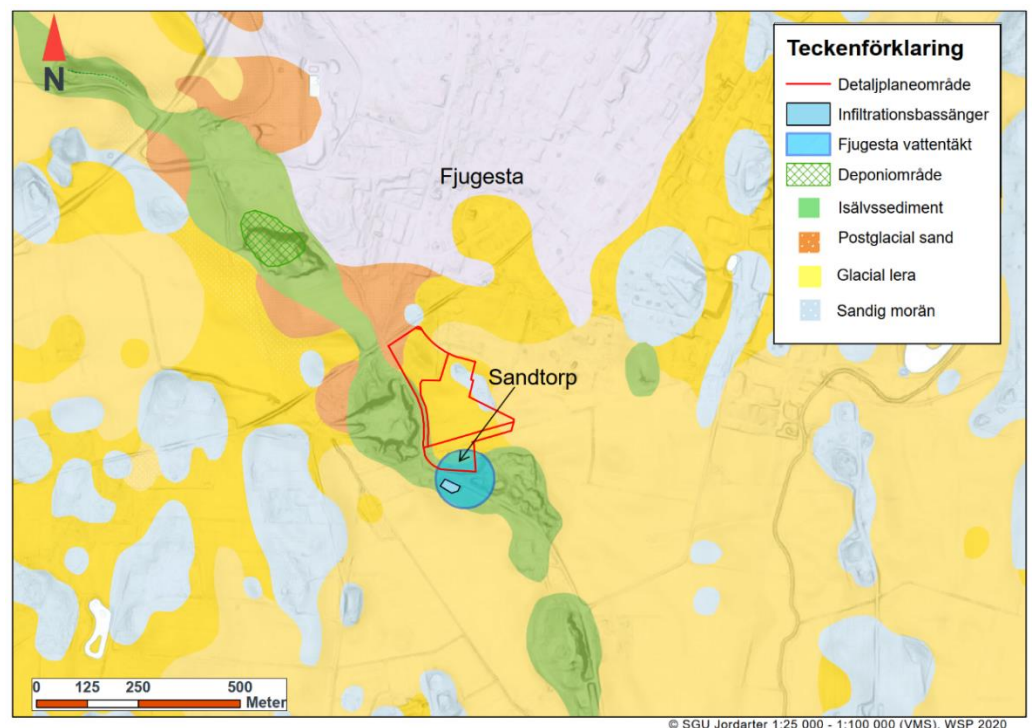 N
Teckenförklaring
Detaljplaneområde
Infiltrationsbassänger
Fjugesta vattentäkt
Deponiområde
Isälvssediment
Postglacial sand
Glacial lera
Sandig morän
Fjugesta
Sandtorp
0 125 250 500
Meter
© SGU Jordarter 1:25 000 - 1:100 000 (VMS), WSP 2020